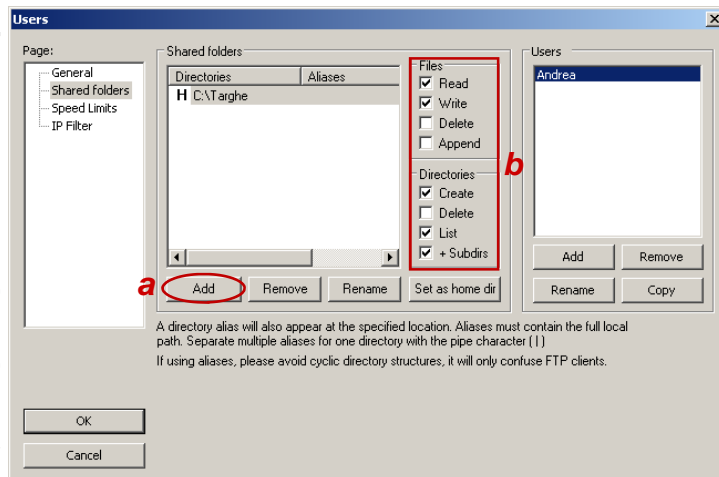 Users
Page:
General
Shared folders
Speed Limits
IP Filter
Shared folders
Directories Aliases
H C:\Targhe
Files
Read
Write
Delete
Append
Directories
Create
Delete
List
+ Subdirs
b
a
Add Remove Rename Set as home dir
Users
Andrea
Add Remove
Rename Copy
A directory alias will also appear at the specified location. Aliases must contain the full local
path. Separate multiple aliases for one directory with the pipe character ( | )
If using aliases, please avoid cyclic directory structures, it will only confuse FTP clients.
OK
Cancel